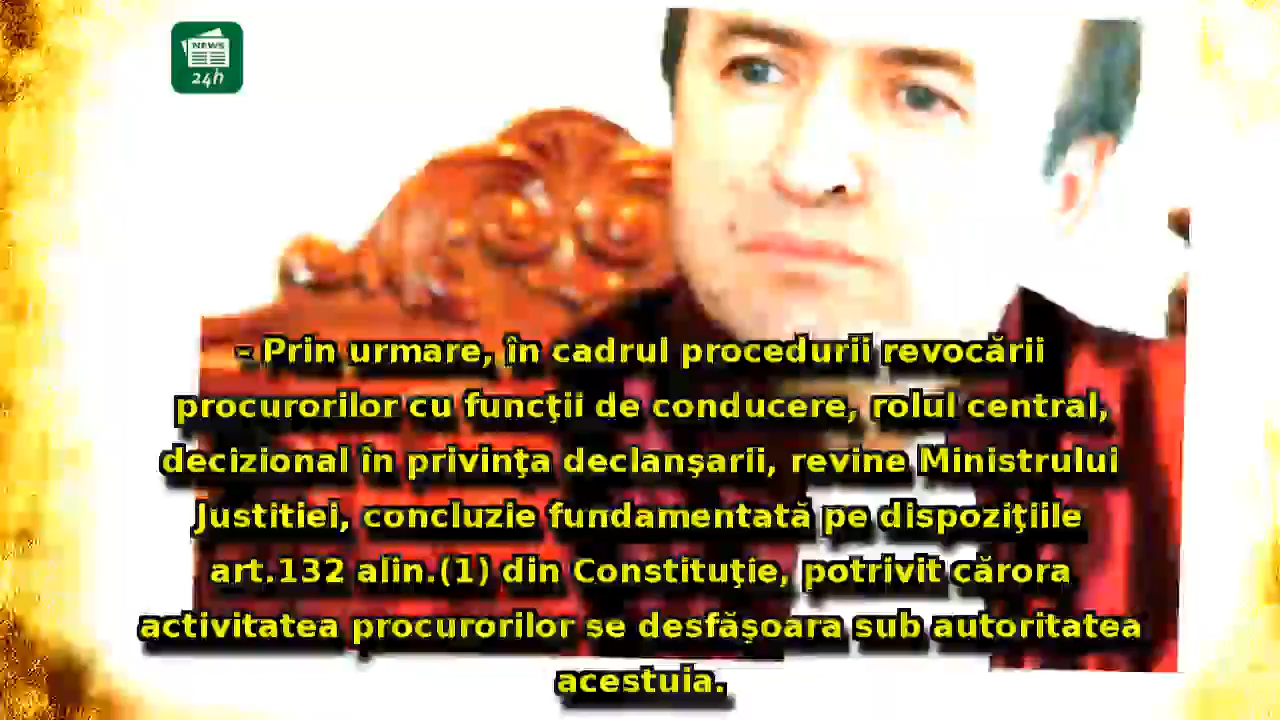 NEWS
24h
- Prin urmare, în cadrul procedurii revocării
procurorilor cu funcţii de conducere, rolul central,
decizional în privinţa declanşarii, revine Ministrului
Justitiei, concluzie fundamentată pe dispoziţiile
art.132 alin.(1) din Constituţie, potrivit cărora
activitatea procurorilor se desfăşoara sub autoritatea
acestuia.